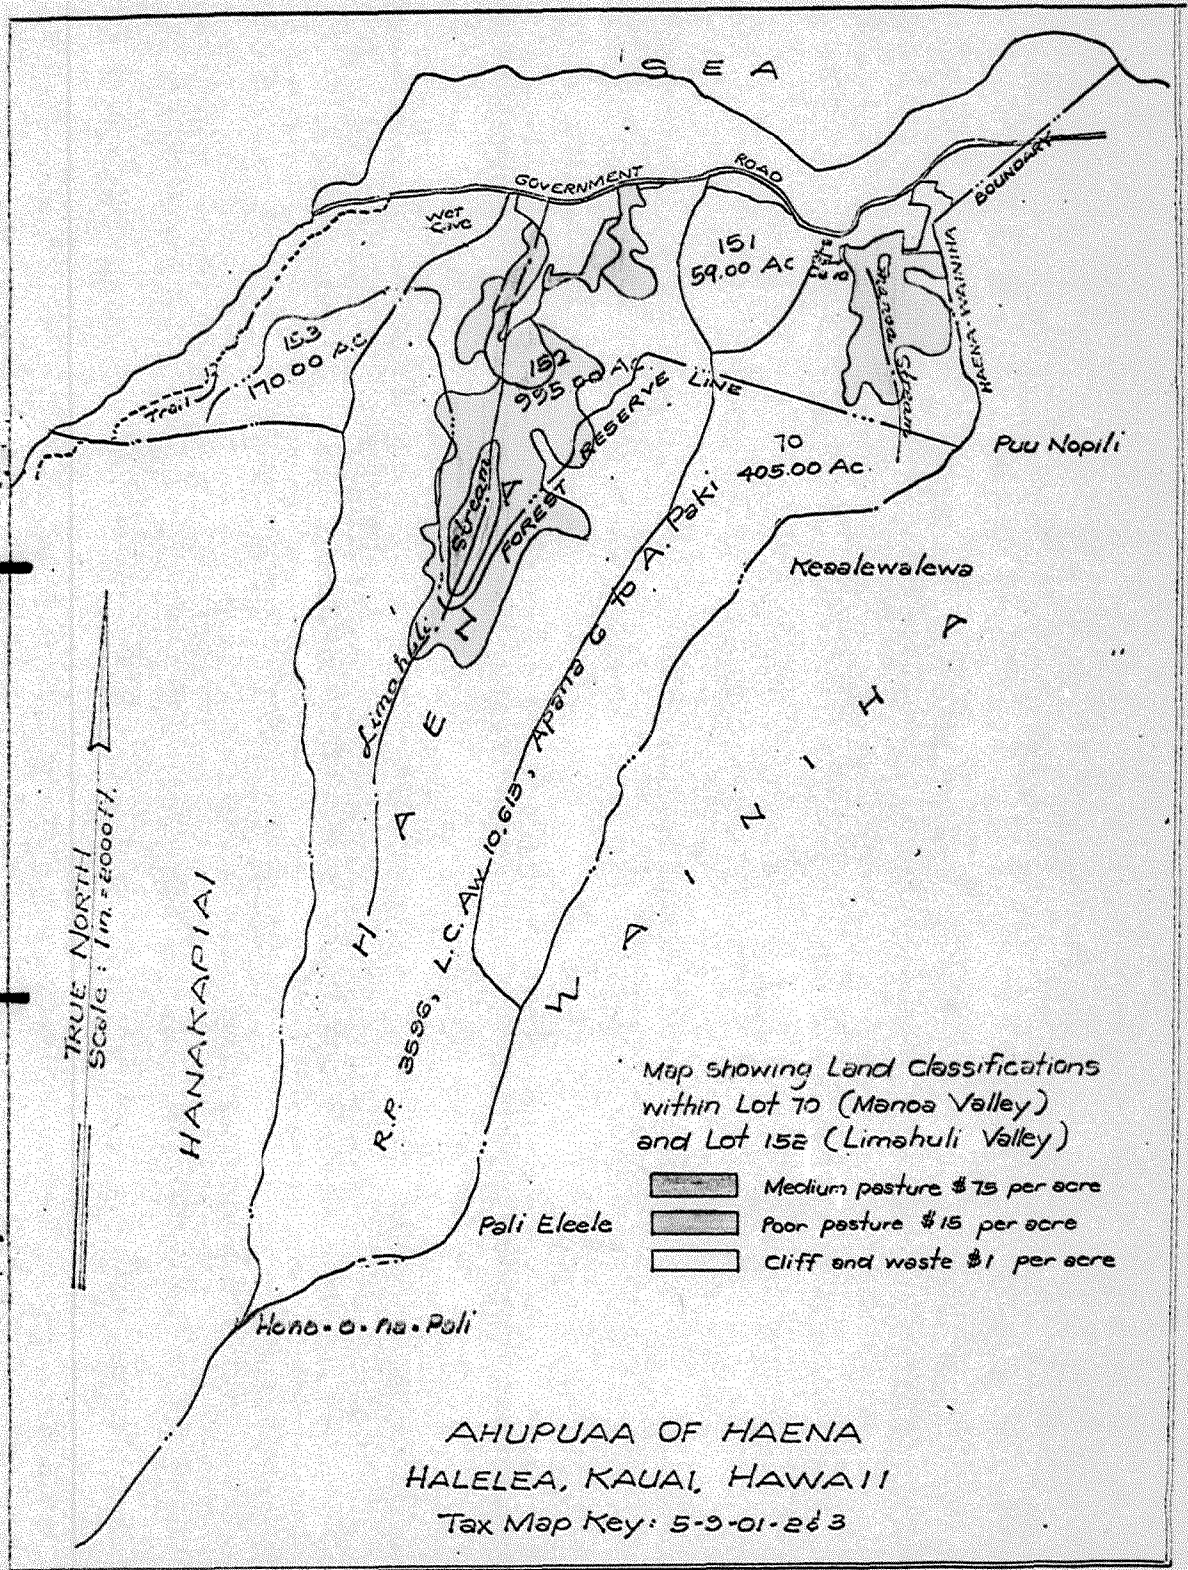 SEA
GOVERNMENT ROAD
BOUNDARY
HAENA-WAINIHA
Wet Cave
151
59.00 Ac
153
170.00 A.C
Trail
152
995.00 Ac.
FOREST RESERVE LINE
Manoa Stream
70
405.00 Ac.
Puu Nopili
Keaalewalewa
Limahuli Stream
HAENA
WAINIHA
R.P. 3596, L.C. Aw. 10.613, Apana 6 to A. Paki
TRUE NORTH
Scale: 1 in. = 2000 ft.
HANAKAPIAI
Map showing Land Classifications
within Lot 70 (Manoa Valley)
and Lot 152 (Limahuli Valley)
Medium pasture $75 per acre
Poor pasture $15 per acre
Cliff and waste $1 per acre
Pali Eleele
Hono-o-na-Pali
AHUPUAA OF HAENA
HALELEA, KAUAI, HAWAII
Tax Map Key: 5-9-01-2&3